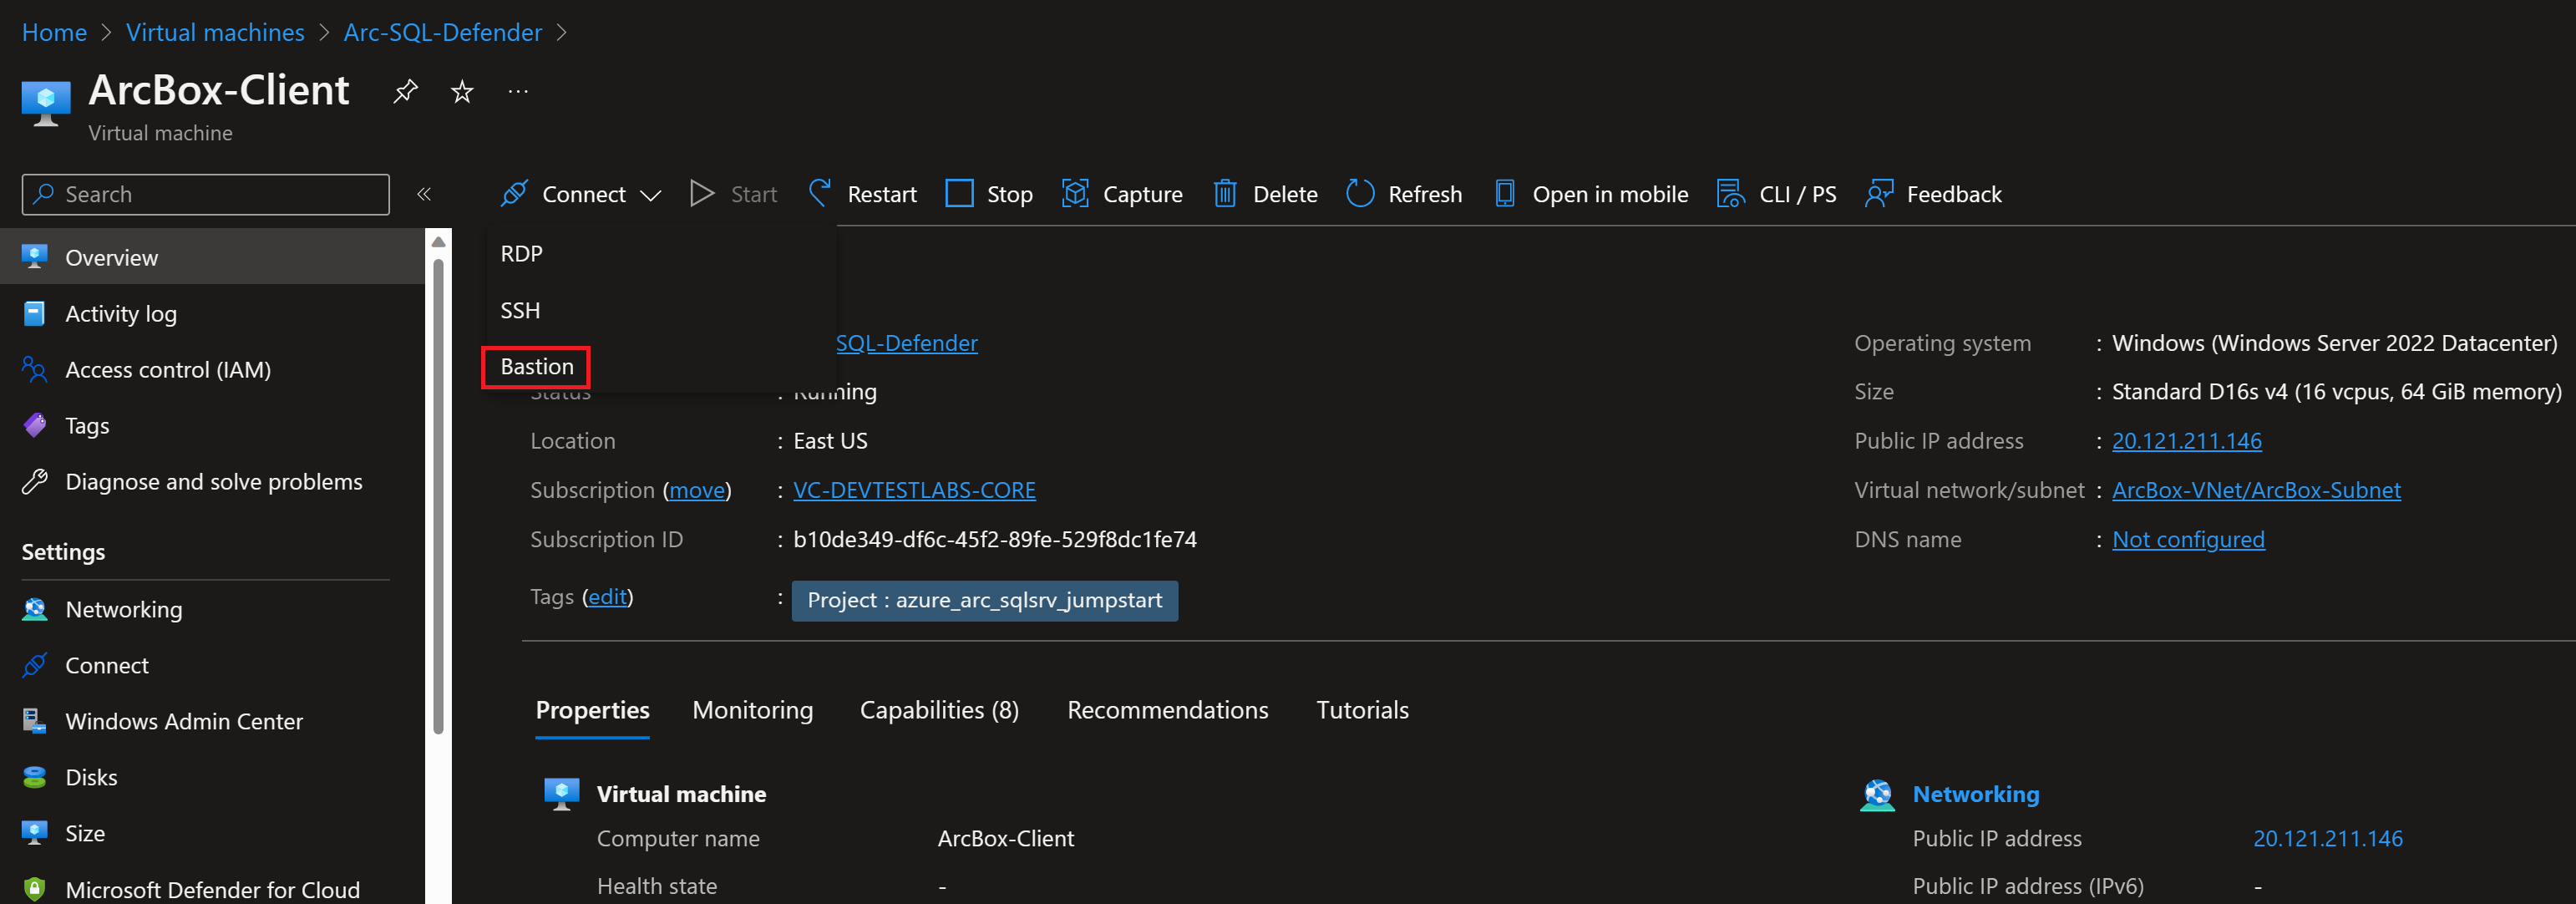 Home > Virtual machines > Arc-SQL-Defender >
ArcBox-Client ...
Virtual machine
Search
«
Connect Start Restart Stop Capture Delete Refresh Open in mobile CLI / PS Feedback
RDP
SSH
Bastion
Overview
Activity log
Access control (IAM)
Tags
Diagnose and solve problems
Settings
Networking
Connect
Windows Admin Center
Disks
Size
Microsoft Defender for Cloud
SQL-Defender
Status : Running
Location : East US
Subscription (move) : VC-DEVTESTLABS-CORE
Subscription ID : b10de349-df6c-45f2-89fe-529f8dc1fe74
Tags (edit) : Project : azure_arc_sqlsrv_jumpstart
Operating system : Windows (Windows Server 2022 Datacenter)
Size : Standard D16s v4 (16 vcpus, 64 GiB memory)
Public IP address : 20.121.211.146
Virtual network/subnet : ArcBox-VNet/ArcBox-Subnet
DNS name : Not configured
Properties Monitoring Capabilities (8) Recommendations Tutorials
Virtual machine
Computer name ArcBox-Client
Health state -
Networking
Public IP address 20.121.211.146
Public IP address (IPv6) -